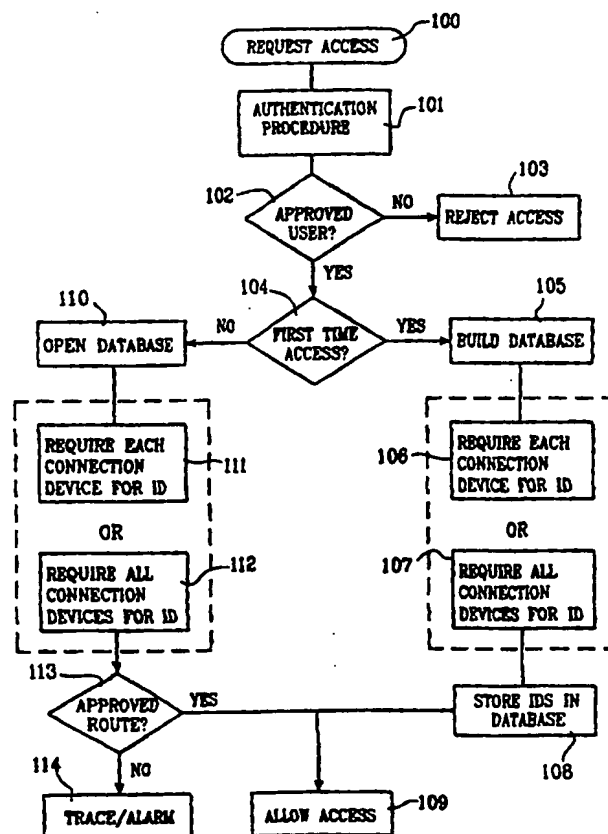 100
REQUEST ACCESS
AUTHENTICATION
PROCEDURE
101
102
APPROVED
USER?
NO
103
REJECT ACCESS
YES
104
FIRST TIME
ACCESS?
NO
YES
110
OPEN DATABASE
105
BUILD DATABASE
REQUIRE EACH
CONNECTION
DEVICE FOR ID
111
OR
REQUIRE ALL
CONNECTION
DEVICES FOR ID
112
106
REQUIRE EACH
CONNECTION
DEVICE FOR ID
OR
107
REQUIRE ALL
CONNECTION
DEVICES FOR ID
113
APPROVED
ROUTE?
YES
NO
STORE IDS IN
DATABASE
108
114
TRACE/ALARM
ALLOW ACCESS
109